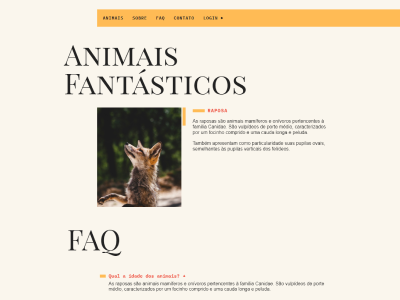 ANIMAIS SOBRE FAQ CONTATO LOGIN
Animais
Fantásticos
RAPOSA
As raposas são animais mamíferos e onívoros pertencentes à
família Canidae. São vulpídeos de porte médio, caracterizados
por um focinho comprido e uma cauda longa e peluda.
Também apresentam como particularidade suas pupilas ovais,
semelhantes às pupilas verticais dos felídeos.
FAQ
Qual a idade dos animais?
As raposas são animais mamíferos e onívoros pertencentes à família Canidae. São vulpídeos de porte
médio, caracterizados por um focinho comprido e uma cauda longa e peluda.